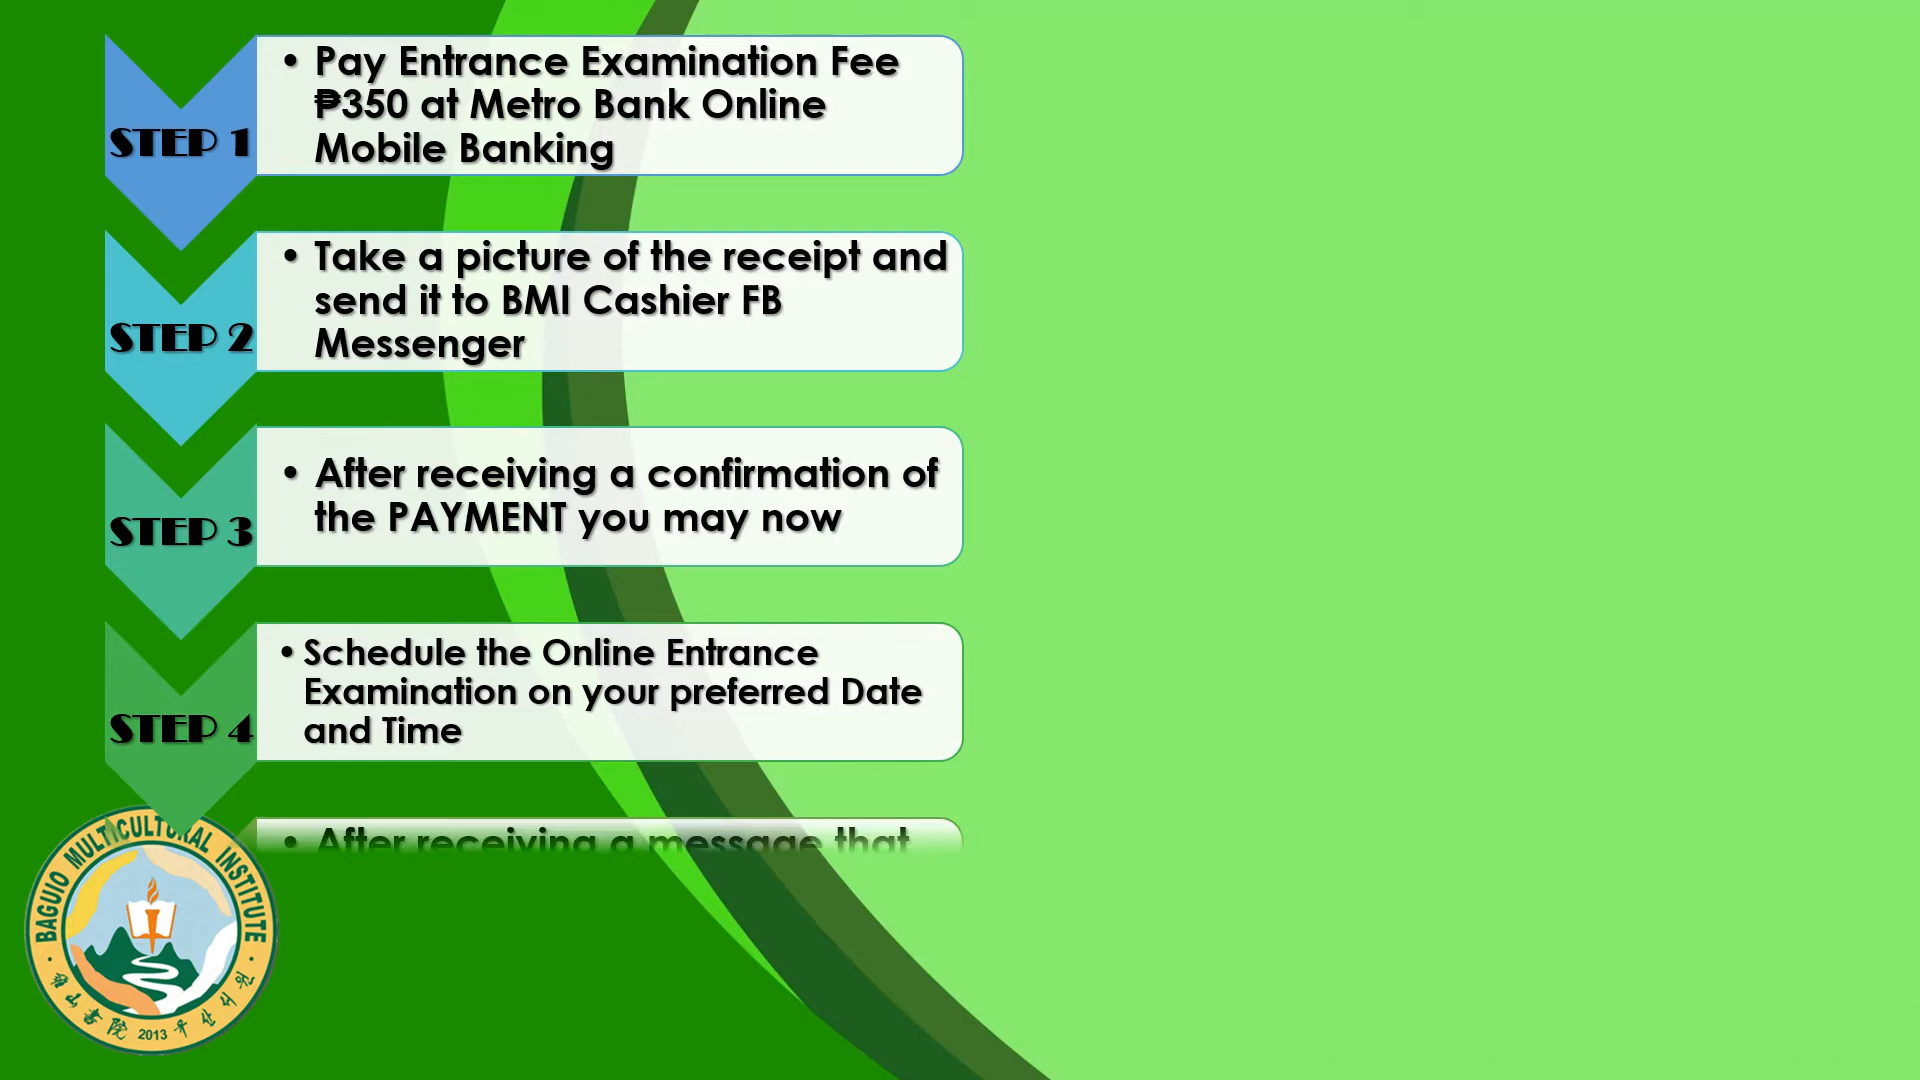 STEP 1
• Pay Entrance Examination Fee
₱350 at Metro Bank Online
Mobile Banking
STEP 2
• Take a picture of the receipt and
send it to BMI Cashier FB
Messenger
STEP 3
• After receiving a confirmation of
the PAYMENT you may now
STEP 4
• Schedule the Online Entrance
Examination on your preferred Date
and Time
• After receiving a message that
BAGUIO MULTICULTURAL INSTITUTE
山書院 2013